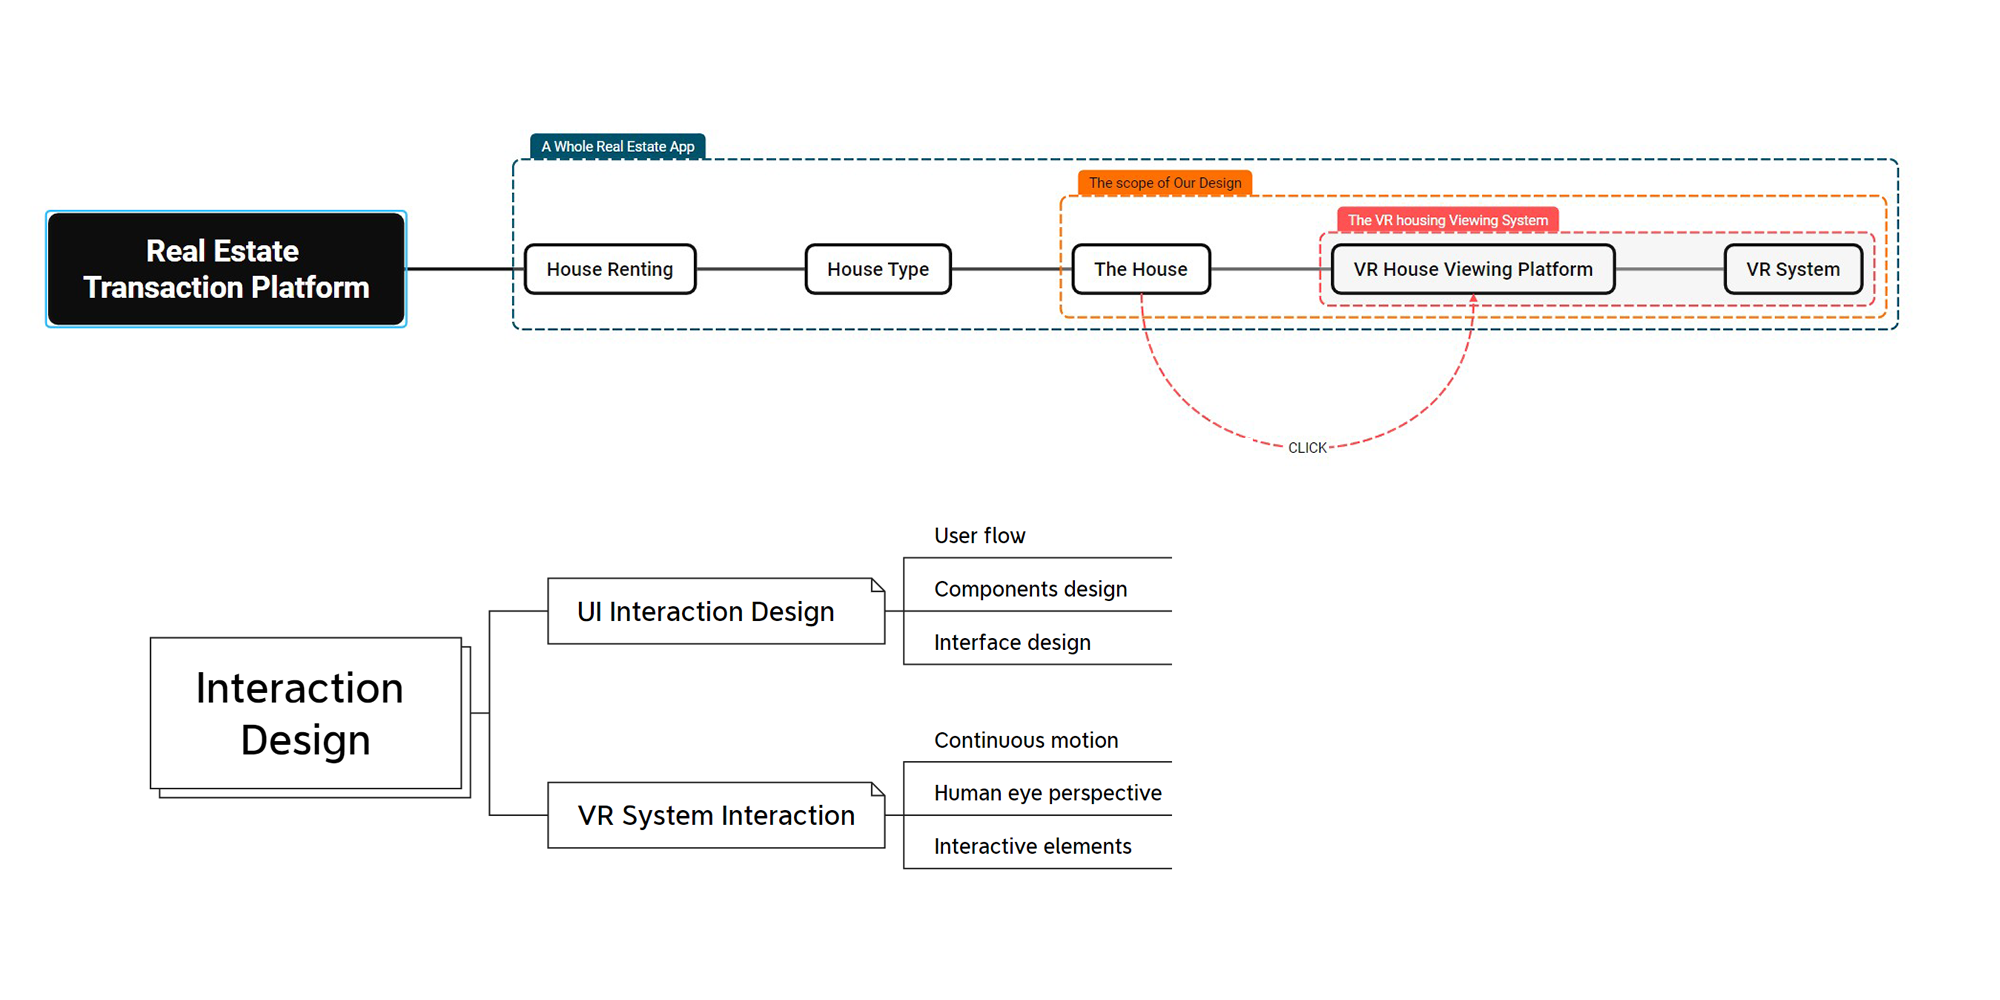 A Whole Real Estate App
The scope of Our Design
The VR housing Viewing System
Real Estate
Transaction Platform
House Renting
House Type
The House
VR House Viewing Platform
VR System
CLICK
Interaction
Design
UI Interaction Design
User flow
Components design
Interface design
VR System Interaction
Continuous motion
Human eye perspective
Interactive elements